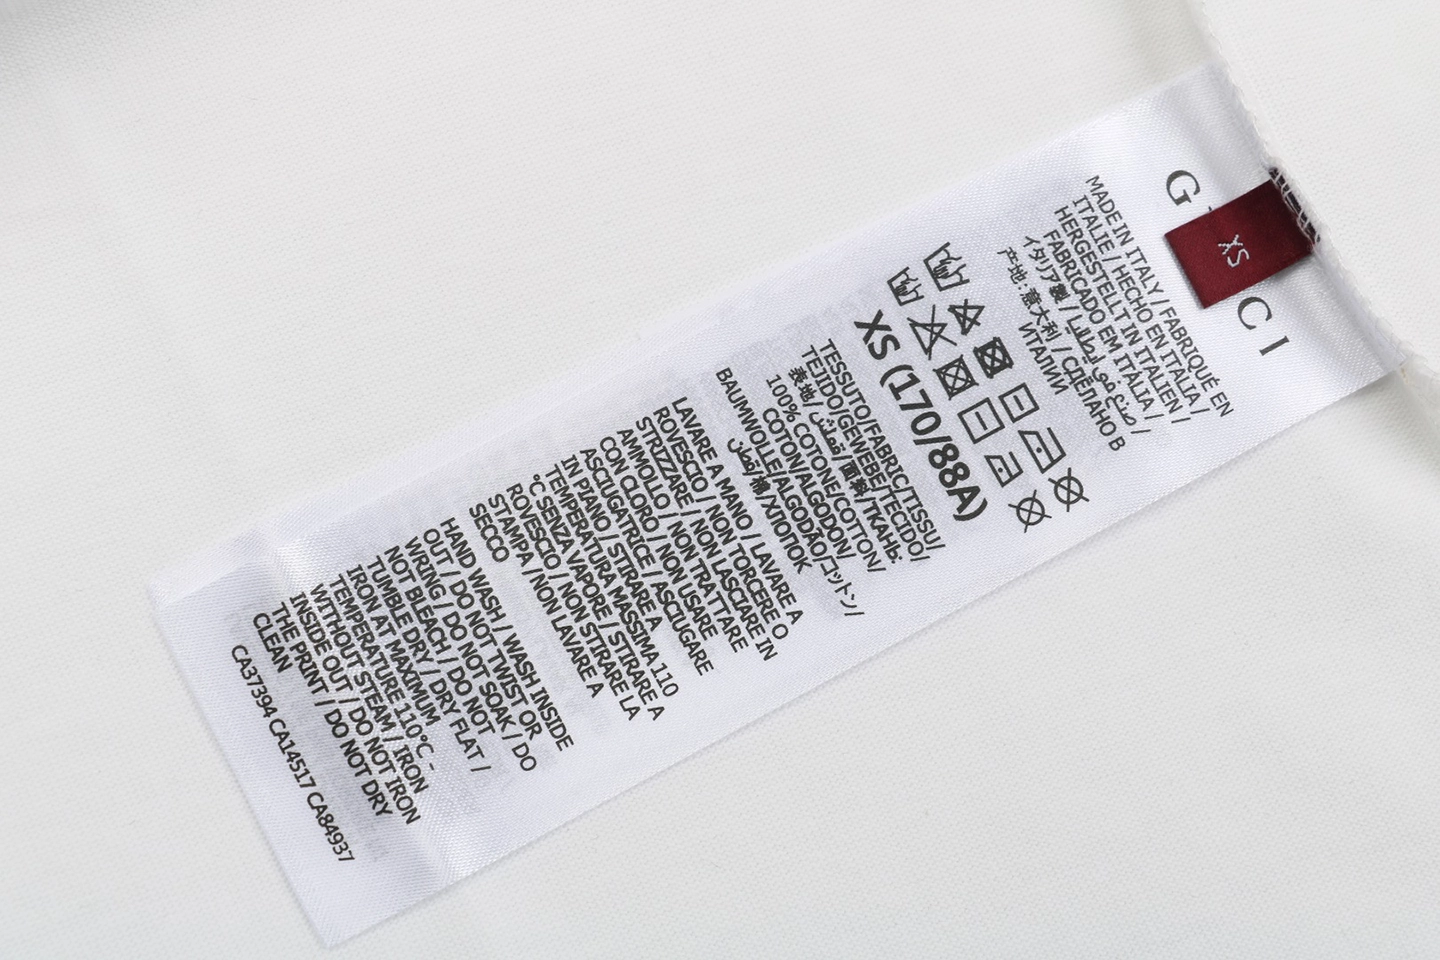 G CI
XS
MADE IN ITALY / FABRIQUÉ EN
ITALIE / HECHO EN ITALIA /
HERGESTELLT IN ITALIEN /
FABRICADO EM ITÁLIA /
صنع في إيطاليا / СДЕЛАНО В
イタリア製 / ИТАЛИИ
产地:意大利
XS (170/88A)
TESSUTO/FABRIC/TISSU/
TEJIDO/GEWEBE/TECIDO/
表地/قماش/面料/ТКАНЬ:
100% COTONE/COTTON/
COTON/ALGODON/
BAUMWOLLE/ALGODÃO/コットン/
قطن/棉/ХЛОПОК
LAVARE A MANO / LAVARE A
ROVESCIO / NON TORCERE O
STRIZZARE / NON LASCIARE IN
AMMOLLO / NON TRATTARE
CON CLORO / NON USARE
ASCIUGATRICE / ASCIUGARE
IN PIANO / STIRARE A
TEMPERATURA MASSIMA 110
°C SENZA VAPORE / STIRARE A
ROVESCIO / NON STIRARE LA
STAMPA / NON LAVARE A
SECCO
HAND WASH / WASH INSIDE
OUT / DO NOT TWIST OR
WRING / DO NOT SOAK / DO
NOT BLEACH / DO NOT
TUMBLE DRY / DRY FLAT /
IRON AT MAXIMUM
TEMPERATURE 110°C -
WITHOUT STEAM / IRON
INSIDE OUT / DO NOT IRON
THE PRINT / DO NOT DRY
CLEAN
CA37394 CA14517 CA84937